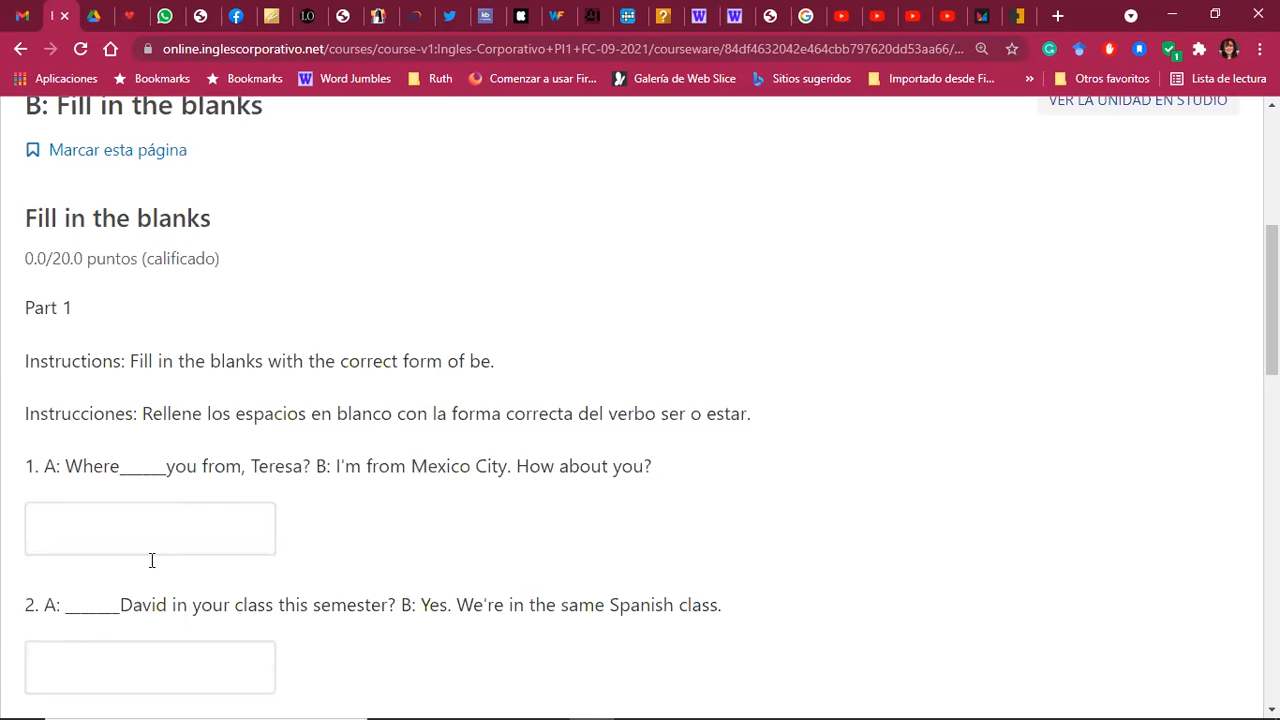 online.inglescorporativo.net/courses/course-v1:Ingles-Corporativo+PI1+FC-09-2021/courseware/84df4632042e464cbb797620dd53aa66/...
Aplicaciones Bookmarks Bookmarks Word Jumbles Ruth Comenzar a usar Fir... Galería de Web Slice Sitios sugeridos Importado desde Fi... » Otros favoritos Lista de lectura
B: Fill in the blanks
VER LA UNIDAD EN STUDIO
Marcar esta página
Fill in the blanks
0.0/20.0 puntos (calificado)
Part 1
Instructions: Fill in the blanks with the correct form of be.
Instrucciones: Rellene los espacios en blanco con la forma correcta del verbo ser o estar.
1. A: Where______you from, Teresa? B: I'm from Mexico City. How about you?
2. A: _______David in your class this semester? B: Yes. We're in the same Spanish class.